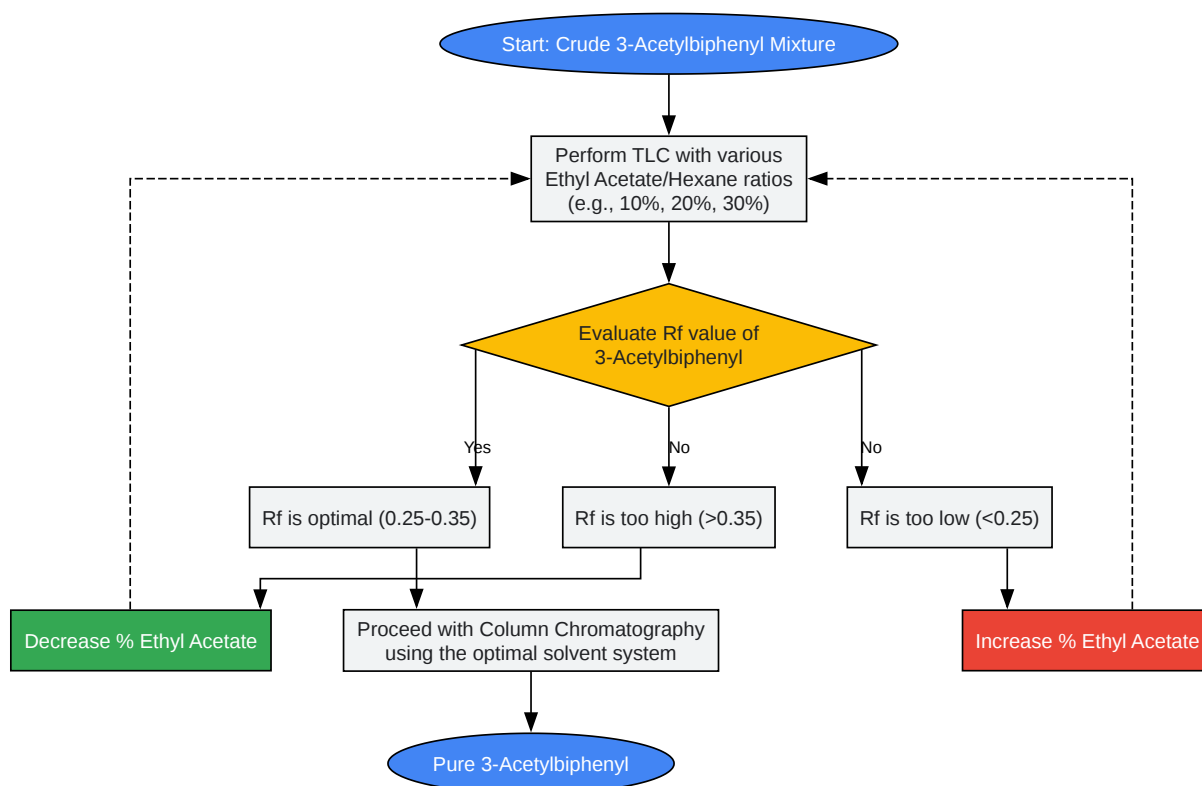 Start: Crude 3-Acetylbiphenyl Mixture
Perform TLC with various
Ethyl Acetate/Hexane ratios
(e.g., 10%, 20%, 30%)
Evaluate Rf value of
3-Acetylbiphenyl
Yes
No
No
Rf is optimal (0.25-0.35)
Rf is too high (>0.35)
Rf is too low (<0.25)
Decrease % Ethyl Acetate
Proceed with Column Chromatography
using the optimal solvent system
Increase % Ethyl Acetate
Pure 3-Acetylbiphenyl